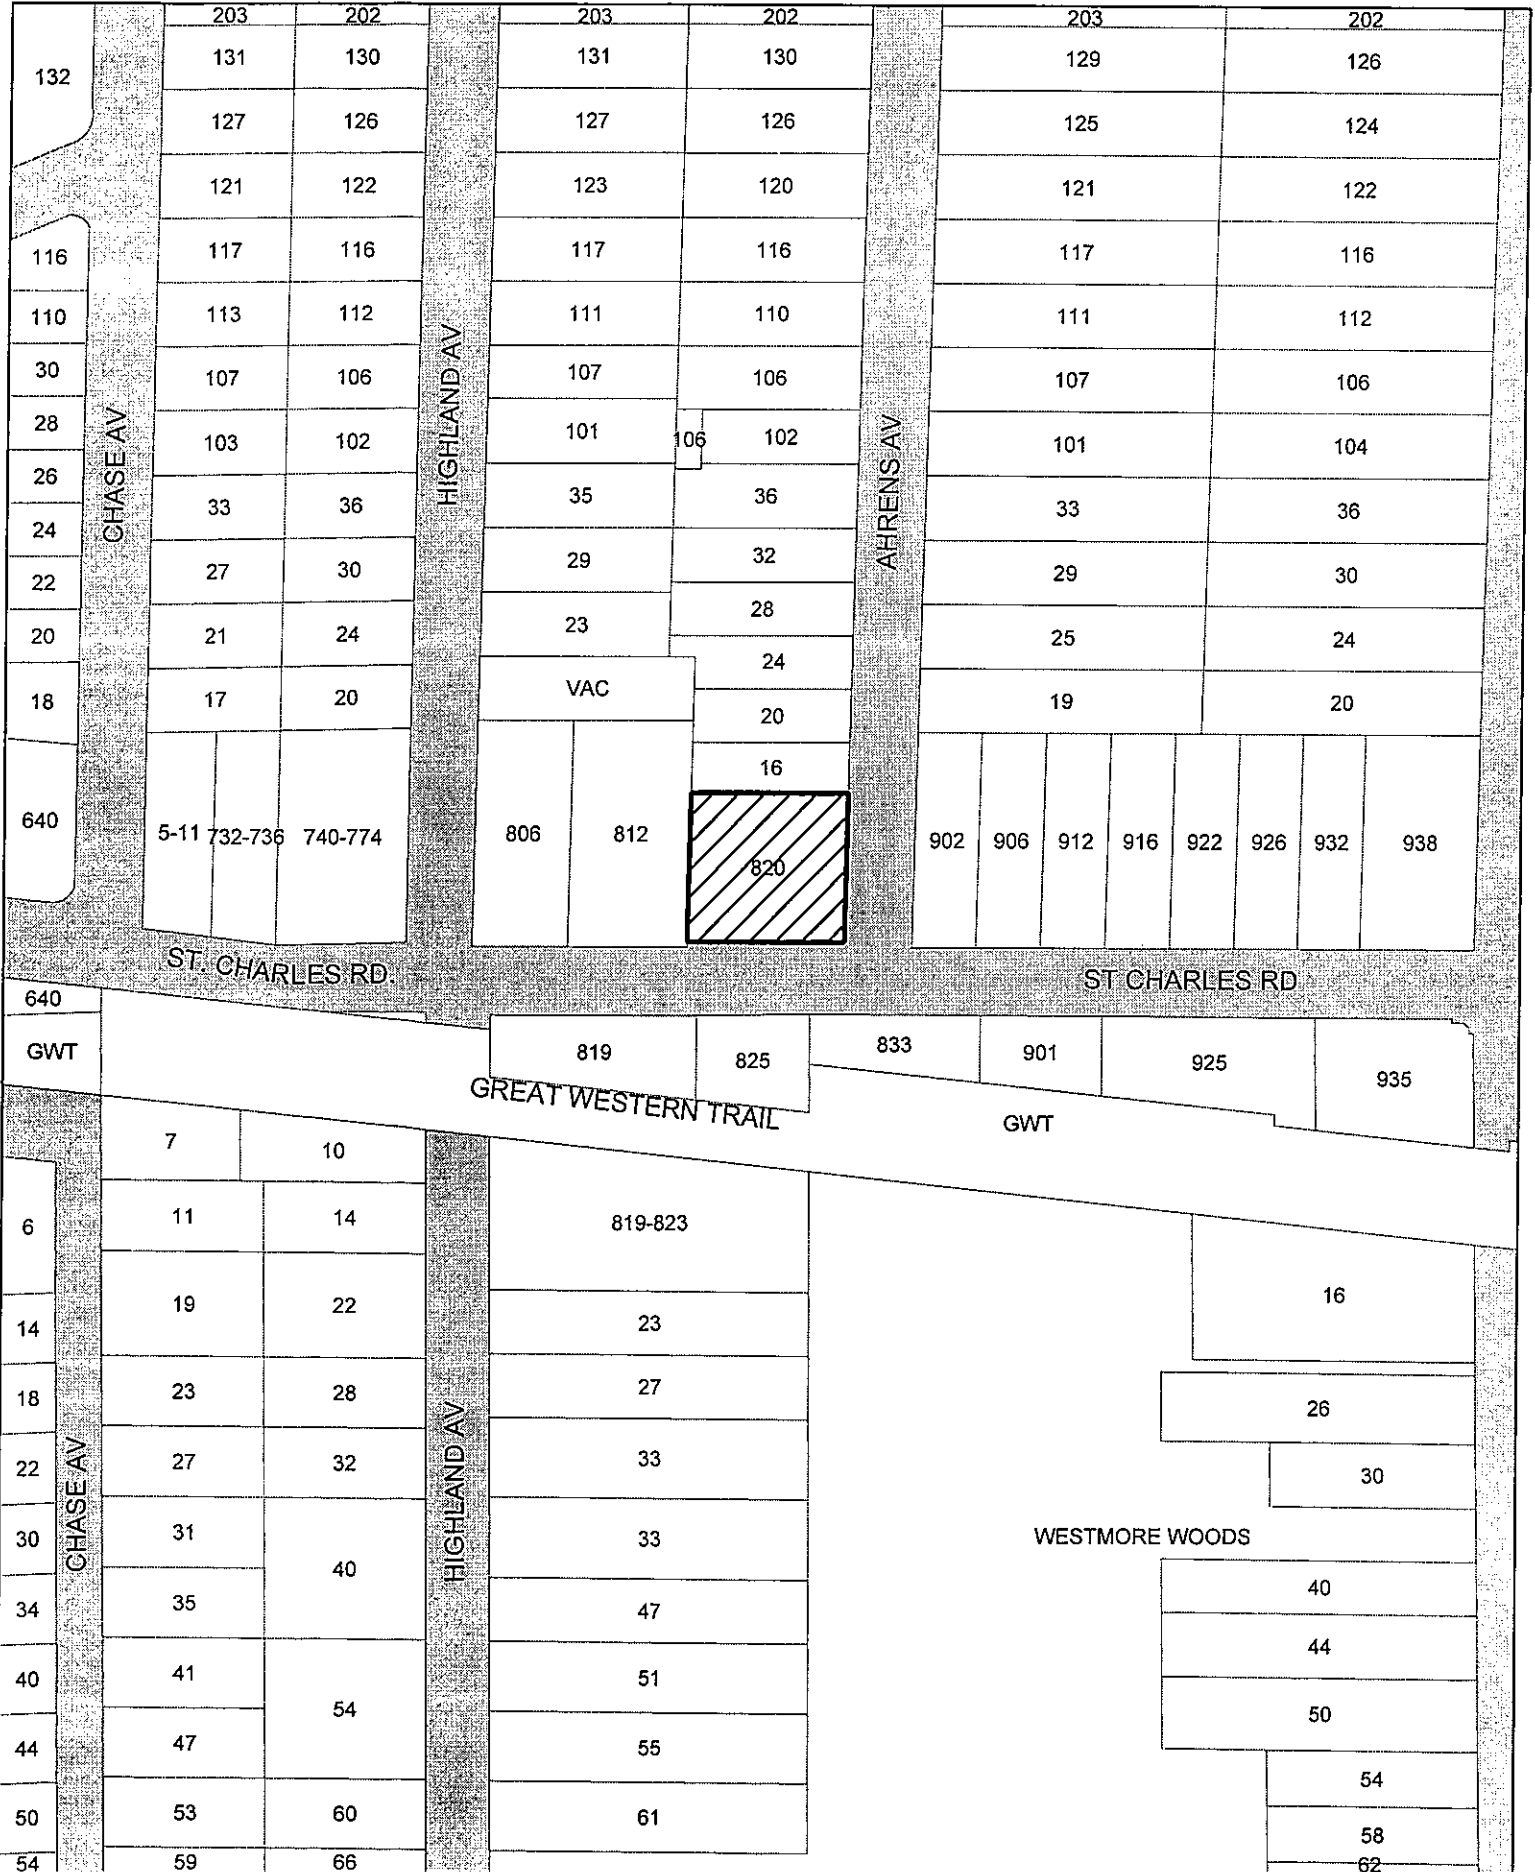 203 202 203 202 203 202
132 131 130 131 130 129 126
127 126 127 126 125 124
121 122 123 120 121 122
116 117 116 117 116 117 116
110 113 112 111 110 111 112
30 107 106 107 106 107 106
28 103 102 101 106 102 101 104
CHASE AV
HIGHLAND AV
AHRENS AV
26 33 36 35 36 33 36
24 27 30 29 32 29 30
22 28
20 21 24 23 24 25 24
18 17 20 VAC 20 19 20
16
640 5-11 732-736 740-774 806 812 820 902 906 912 916 922 926 932 938
ST. CHARLES RD.
ST CHARLES RD
640
GWT 819 825 833 901 925 935
GREAT WESTERN TRAIL
GWT
7 10
6 11 14 819-823
19 22 16
14 23
18 23 28 27 26
22 27 32 33 30
CHASE AV
HIGHLAND AV
30 31 40 33 WESTMORE WOODS
34 35 47 40
40 41 54 51 44
44 47 55 50
54
50 53 60 61 58
54 59 66 62